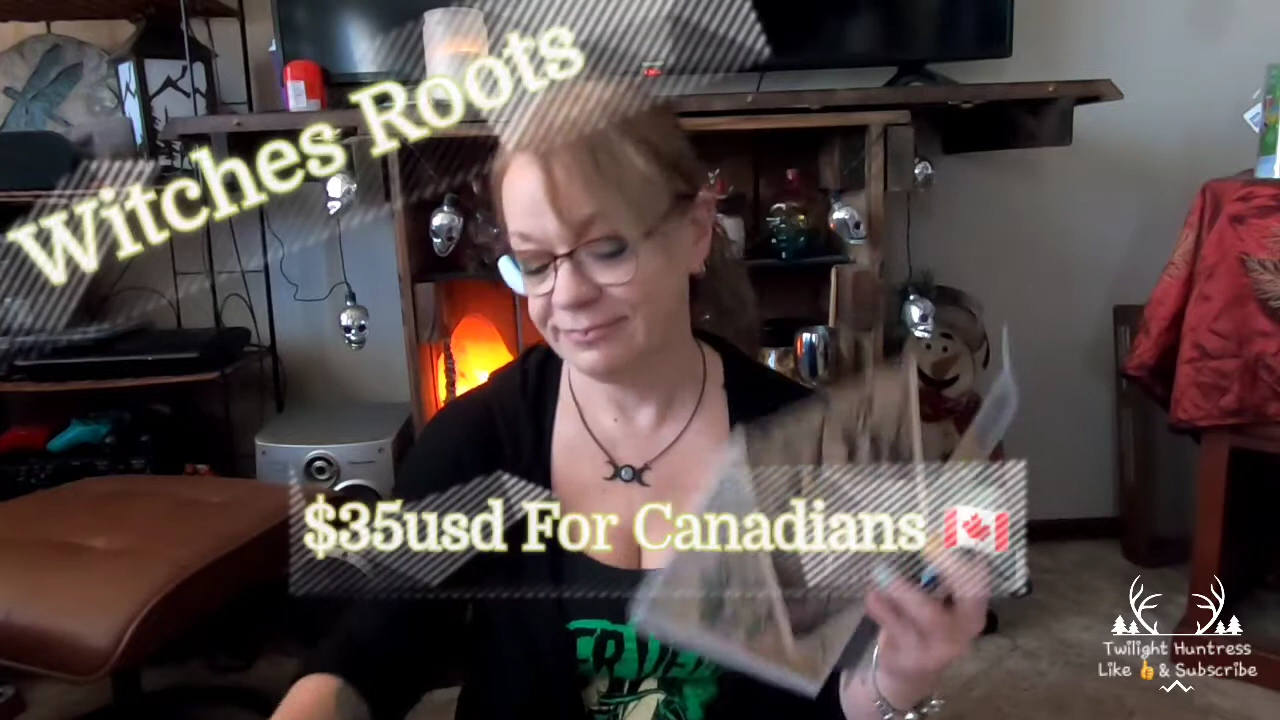 Witches Roots
$35usd For Canadians 🇨🇦
Twilight Huntress
Like 👍 & Subscribe